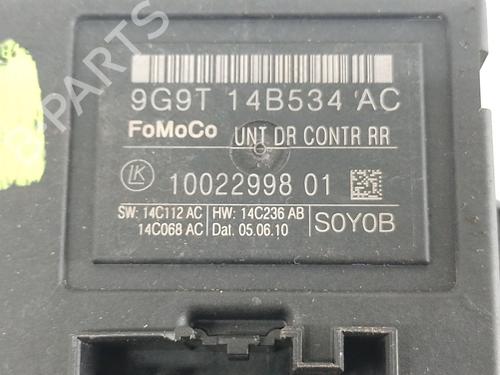 9G9T 14B534 AC
FoMoCo UNT DR CONTR RR
LK 10022998 01
SW: 14C112 AC HW: 14C236 AB
14C068 AC Dat. 05.06.10 S0Y0B
B-PARTS